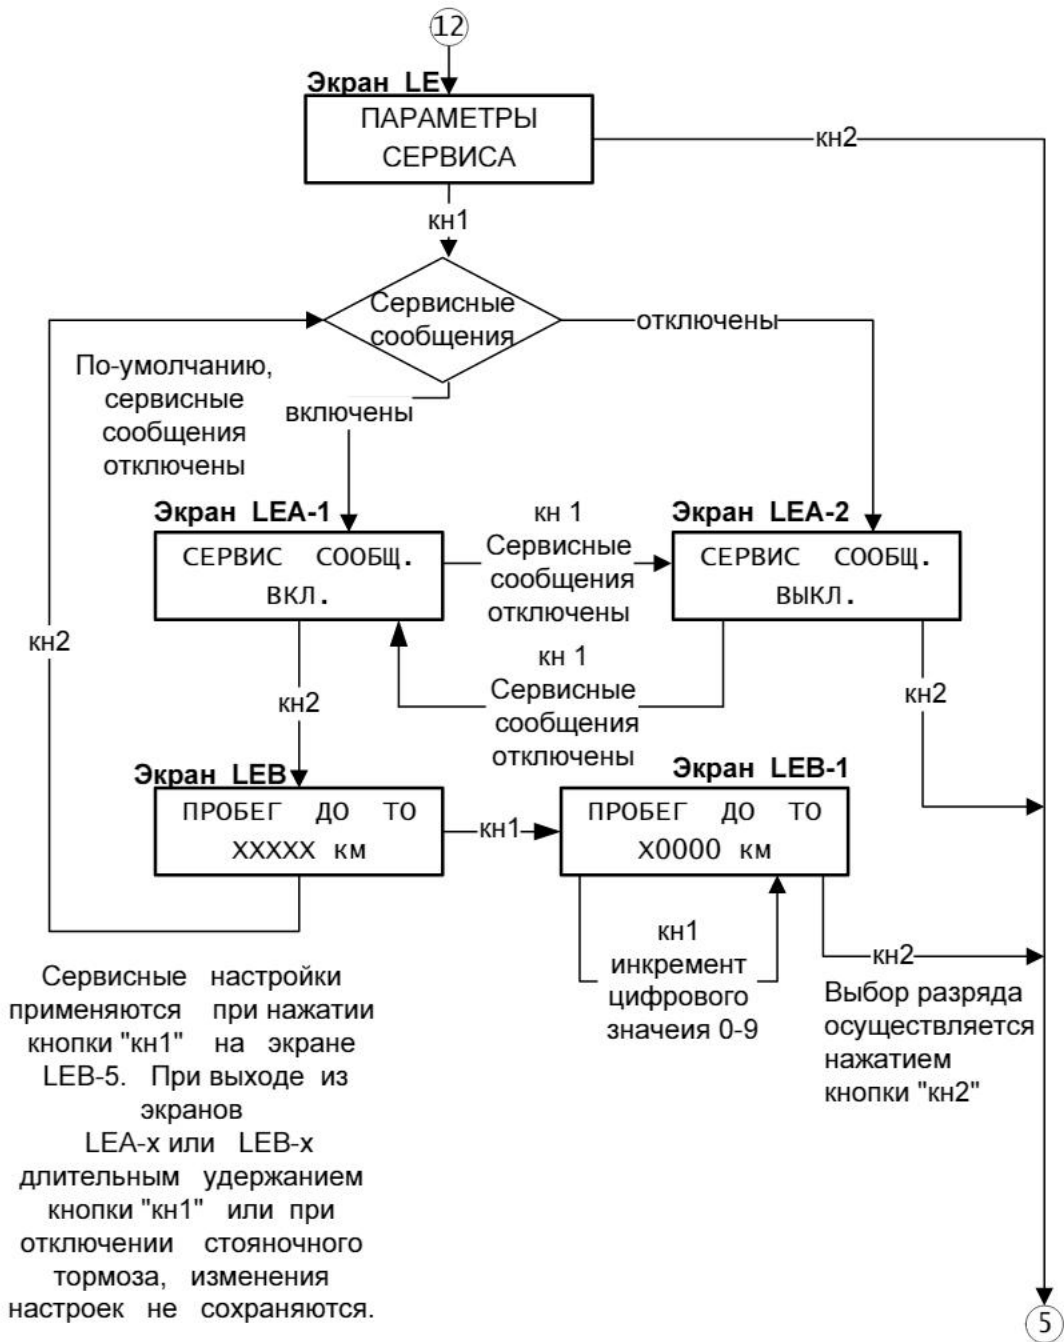 12
Экран LE
ПАРАМЕТРЫ
СЕРВИСА
кн2
кн1
Сервисные
сообщения
отключены
По-умолчанию,
сервисные
сообщения
отключены
включены
Экран LEA-1
СЕРВИС СООБЩ.
ВКЛ.
кн 1
Сервисные
сообщения
отключены
Экран LEA-2
СЕРВИС СООБЩ.
ВЫКЛ.
кн2
кн2
кн 1
Сервисные
сообщения
отключены
кн2
Экран LEB
ПРОБЕГ ДО ТО
XXXXX км
кн1
Экран LEB-1
ПРОБЕГ ДО ТО
X0000 км
кн1
инкремент
цифрового
значеия 0-9
кн2
Выбор разряда
осуществляется
нажатием
кнопки "кн2"
Сервисные настройки
применяются при нажатии
кнопки "кн1" на экране
LEB-5. При выходе из
экранов
LEA-x или LEB-x
длительным удержанием
кнопки "кн1" или при
отключении стояночного
тормоза, изменения
настроек не сохраняются.
5